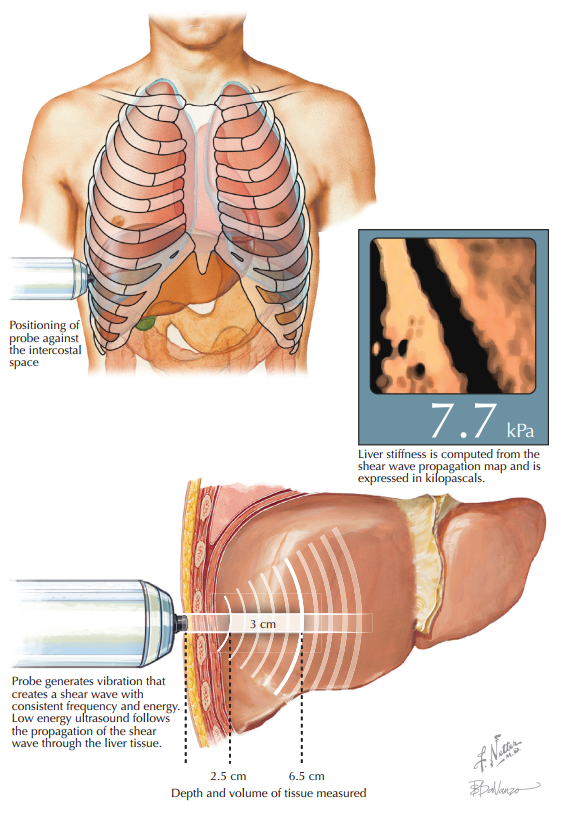 Positioning of
probe against
the intercostal
space
7.7 kPa
Liver stiffness is computed from the
shear wave propagation map and is
expressed in kilopascals.
3 cm
Probe generates vibration that
creates a shear wave with
consistent frequency and energy.
Low energy ultrasound follows
the propagation of the shear
wave through the liver tissue.
2.5 cm
6.5 cm
Depth and volume of tissue measured
F. Netter
M.D.
BDaVanzo